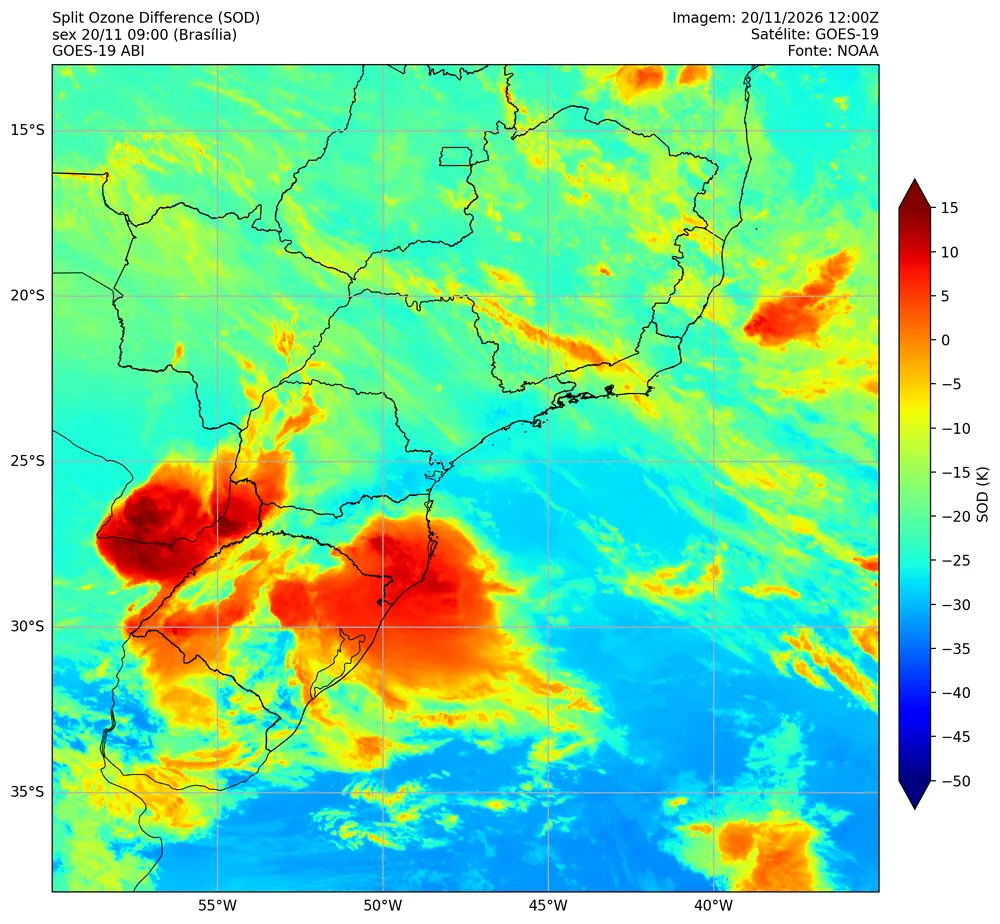 Split Ozone Difference (SOD)
sex 20/11 09:00 (Brasília)
GOES-19 ABI
Imagem: 20/11/2026 12:00Z
Satélite: GOES-19
Fonte: NOAA
15°S
20°S
25°S
30°S
35°S
55°W
50°W
45°W
40°W
15
10
5
0
−5
−10
−15
−20
−25
−30
−35
−40
−45
−50
SOD (K)